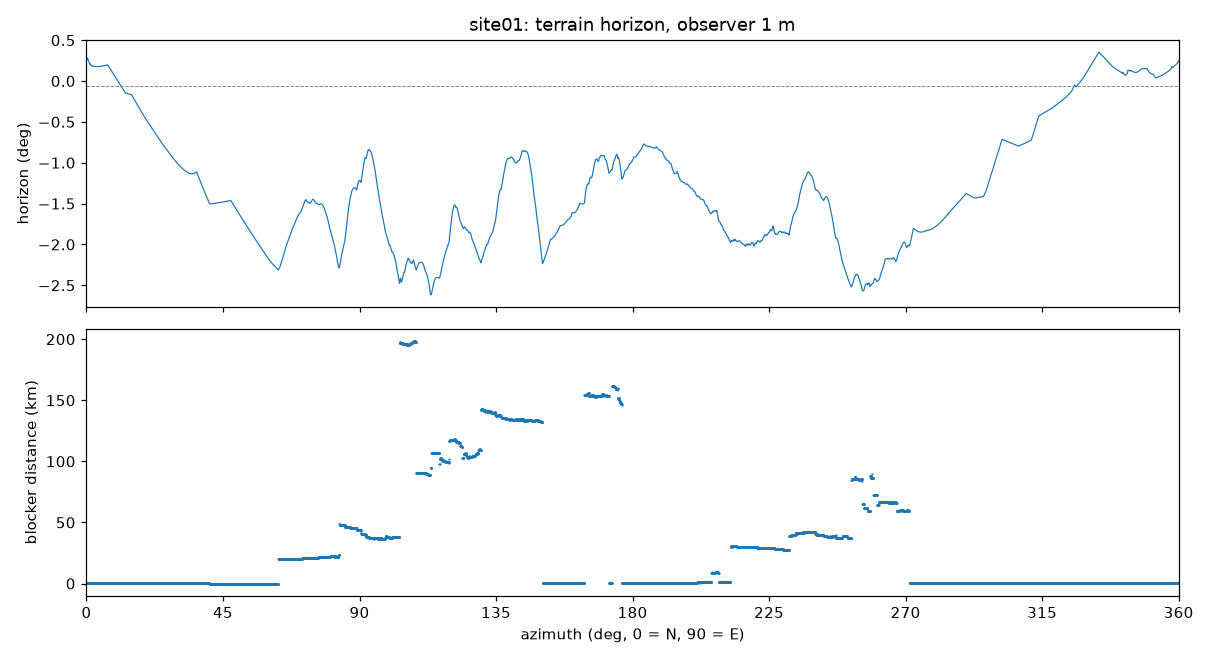 site01: terrain horizon, observer 1 m
horizon (deg)
0.5
0.0
−0.5
−1.0
−1.5
−2.0
−2.5
blocker distance (km)
200
150
100
50
0
0 45 90 135 180 225 270 315 360
azimuth (deg, 0 = N, 90 = E)